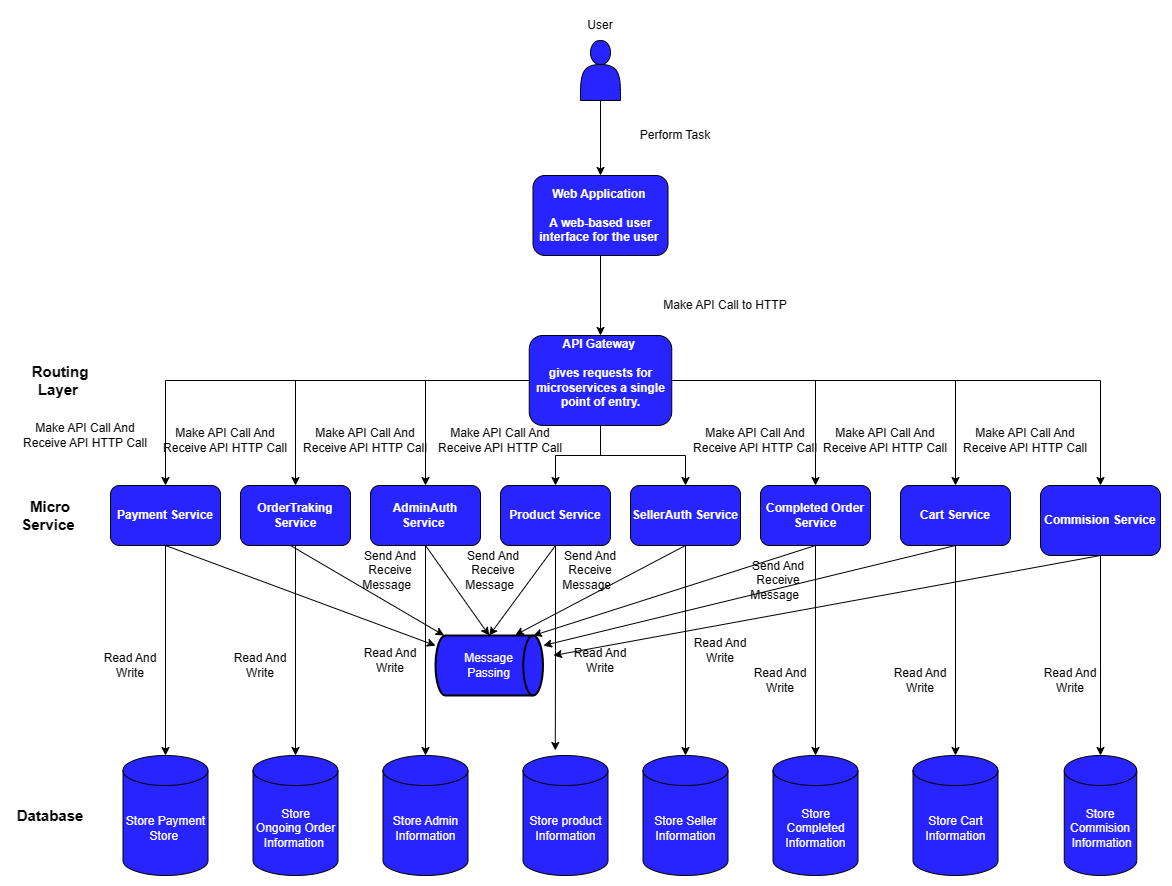 User
Perform Task
Web Application
A web-based user
interface for the user
Make API Call to HTTP
API Gateway
gives requests for
microservices a single
point of entry.
Routing
Layer
Make API Call And
Receive API HTTP Call
Make API Call And
Receive API HTTP Call
Make API Call And
Receive API HTTP Call
Make API Call And
Receive API HTTP Call
Make API Call And
Receive API HTTP Call
Make API Call And
Receive API HTTP Call
Make API Call And
Receive API HTTP Call
Micro
Service
Payment Service
OrderTraking
Service
AdminAuth
Service
Product Service
SellerAuth Service
Completed Order
Service
Cart Service
Commision Service
Send And
Receive
Message
Send And
Receive
Message
Send And
Receive
Message
Send And
Receive
Message
Message
Passing
Read And
Write
Read And
Write
Read And
Write
Read And
Write
Read And
Write
Read And
Write
Read And
Write
Read And
Write
Database
Store Payment
Store
Store
Ongoing Order
Information
Store Admin
Information
Store product
Information
Store Seller
Information
Store
Completed
Information
Store Cart
Information
Store
Commision
Information